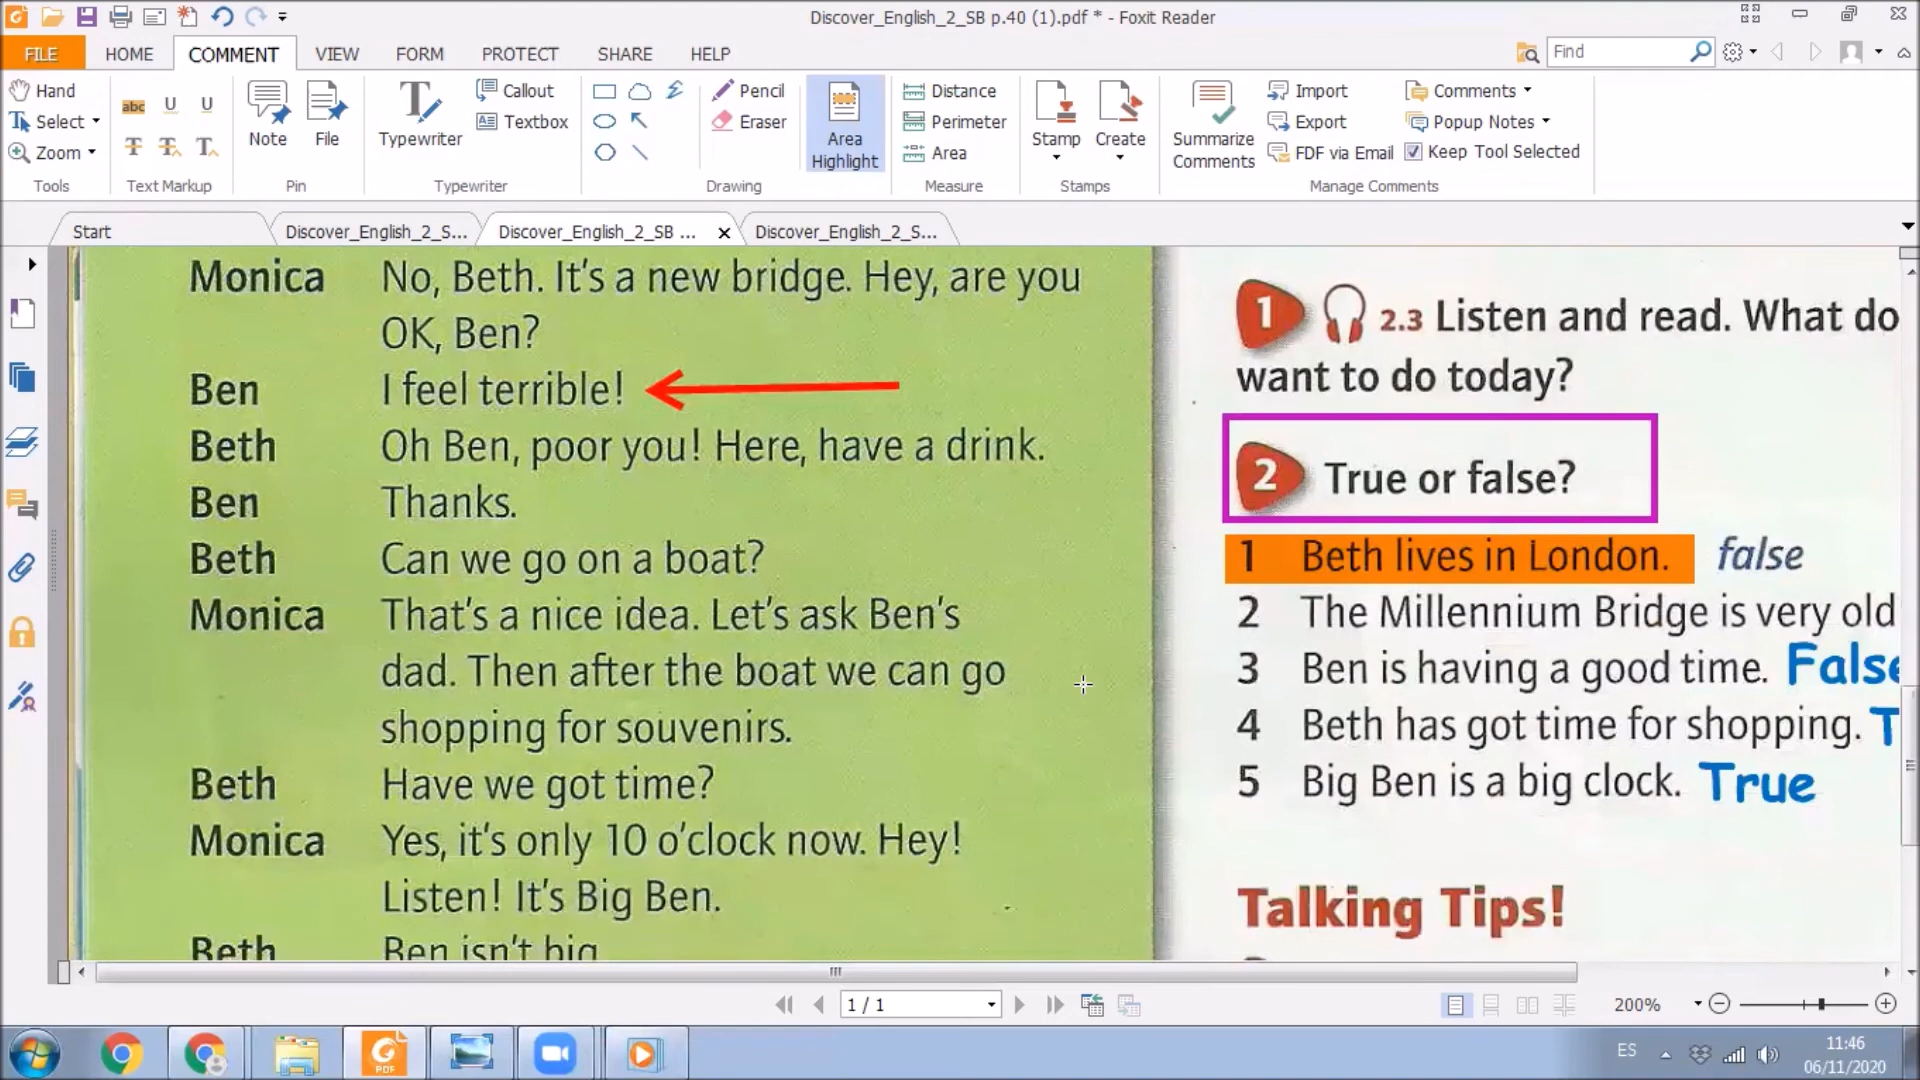 Discover_English_2_SB p.40 (1).pdf * - Foxit Reader
FILE HOME COMMENT VIEW FORM PROTECT SHARE HELP
Find
Hand
Select
Zoom
Tools
abc U U
T T T
Text Markup
Note
File
Pin
Typewriter
Callout
Textbox
Typewriter
Pencil
Eraser
Area
Highlight
Drawing
Distance
Perimeter
Area
Measure
Stamp
Create
Stamps
Summarize
Comments
Import
Export
FDF via Email
Comments
Popup Notes
Keep Tool Selected
Manage Comments
Start
Discover_English_2_S...
Discover_English_2_SB ...
Discover_English_2_S...
Monica No, Beth. It's a new bridge. Hey, are you
OK, Ben?
Ben I feel terrible!
Beth Oh Ben, poor you! Here, have a drink.
Ben Thanks.
Beth Can we go on a boat?
Monica That's a nice idea. Let's ask Ben's
dad. Then after the boat we can go
shopping for souvenirs.
Beth Have we got time?
Monica Yes, it's only 10 o'clock now. Hey!
Listen! It's Big Ben.
Beth Ben isn't big
1 2.3 Listen and read. What do
want to do today?
2 True or false?
1 Beth lives in London. false
2 The Millennium Bridge is very old
3 Ben is having a good time. False
4 Beth has got time for shopping. T
5 Big Ben is a big clock. True
Talking Tips!
1 / 1
200%
PDF
ES
11:46
06/11/2020